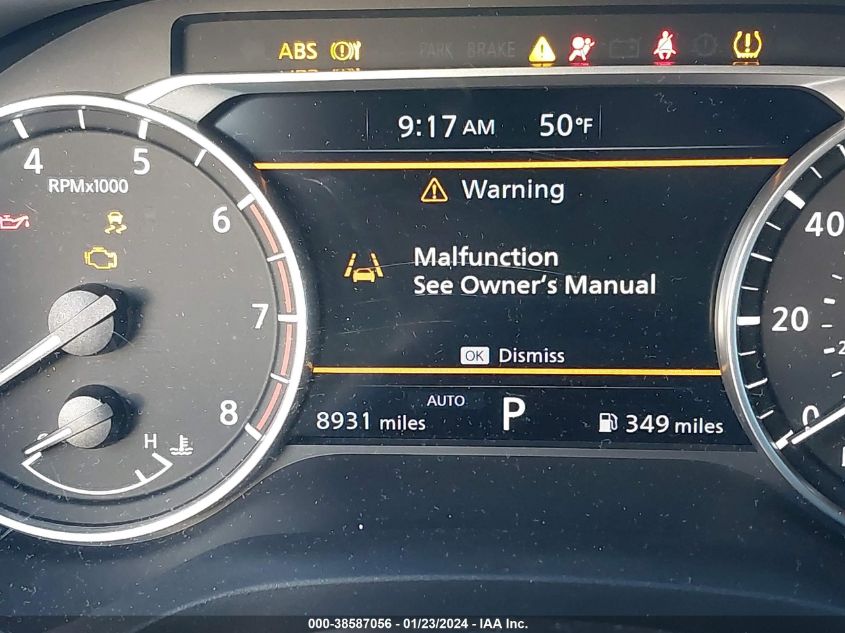 ABS
PARK BRAKE
9:17 AM 50°F
4 5 6 7 8
RPMx1000
Warning
Malfunction
See Owner's Manual
OK Dismiss
AUTO
8931 miles P 349 miles
H
40
20
0
000-38587056 - 01/23/2024 - IAA Inc.